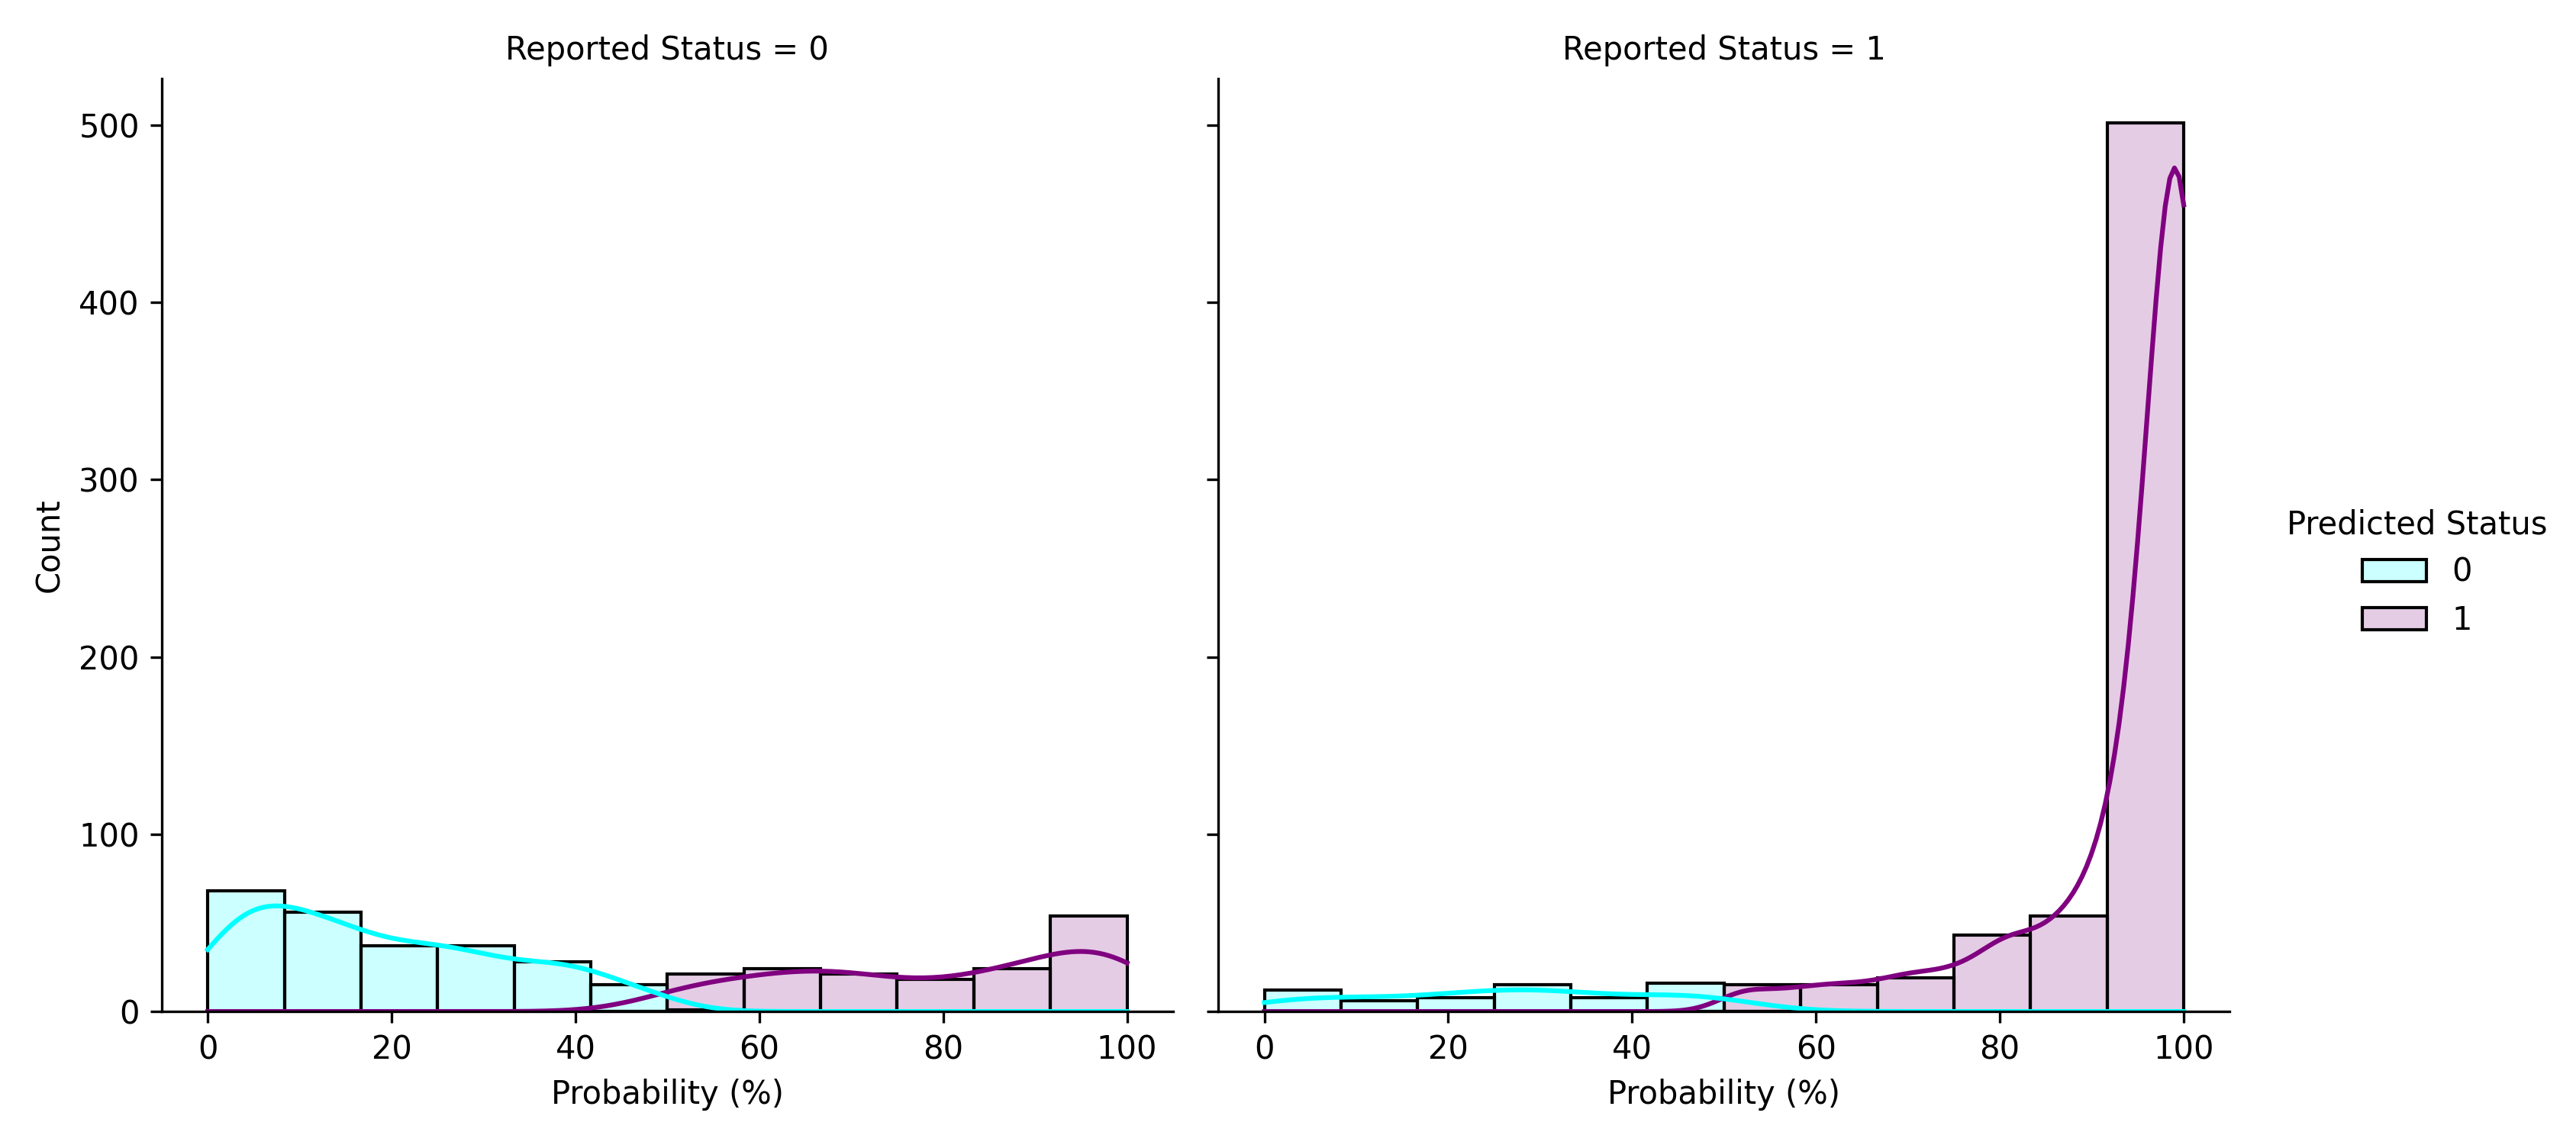 Reported Status = 0
Reported Status = 1
500
400
300
200
100
0
Count
0 20 40 60 80 100
0 20 40 60 80 100
Probability (%)
Probability (%)
Predicted Status
0
1